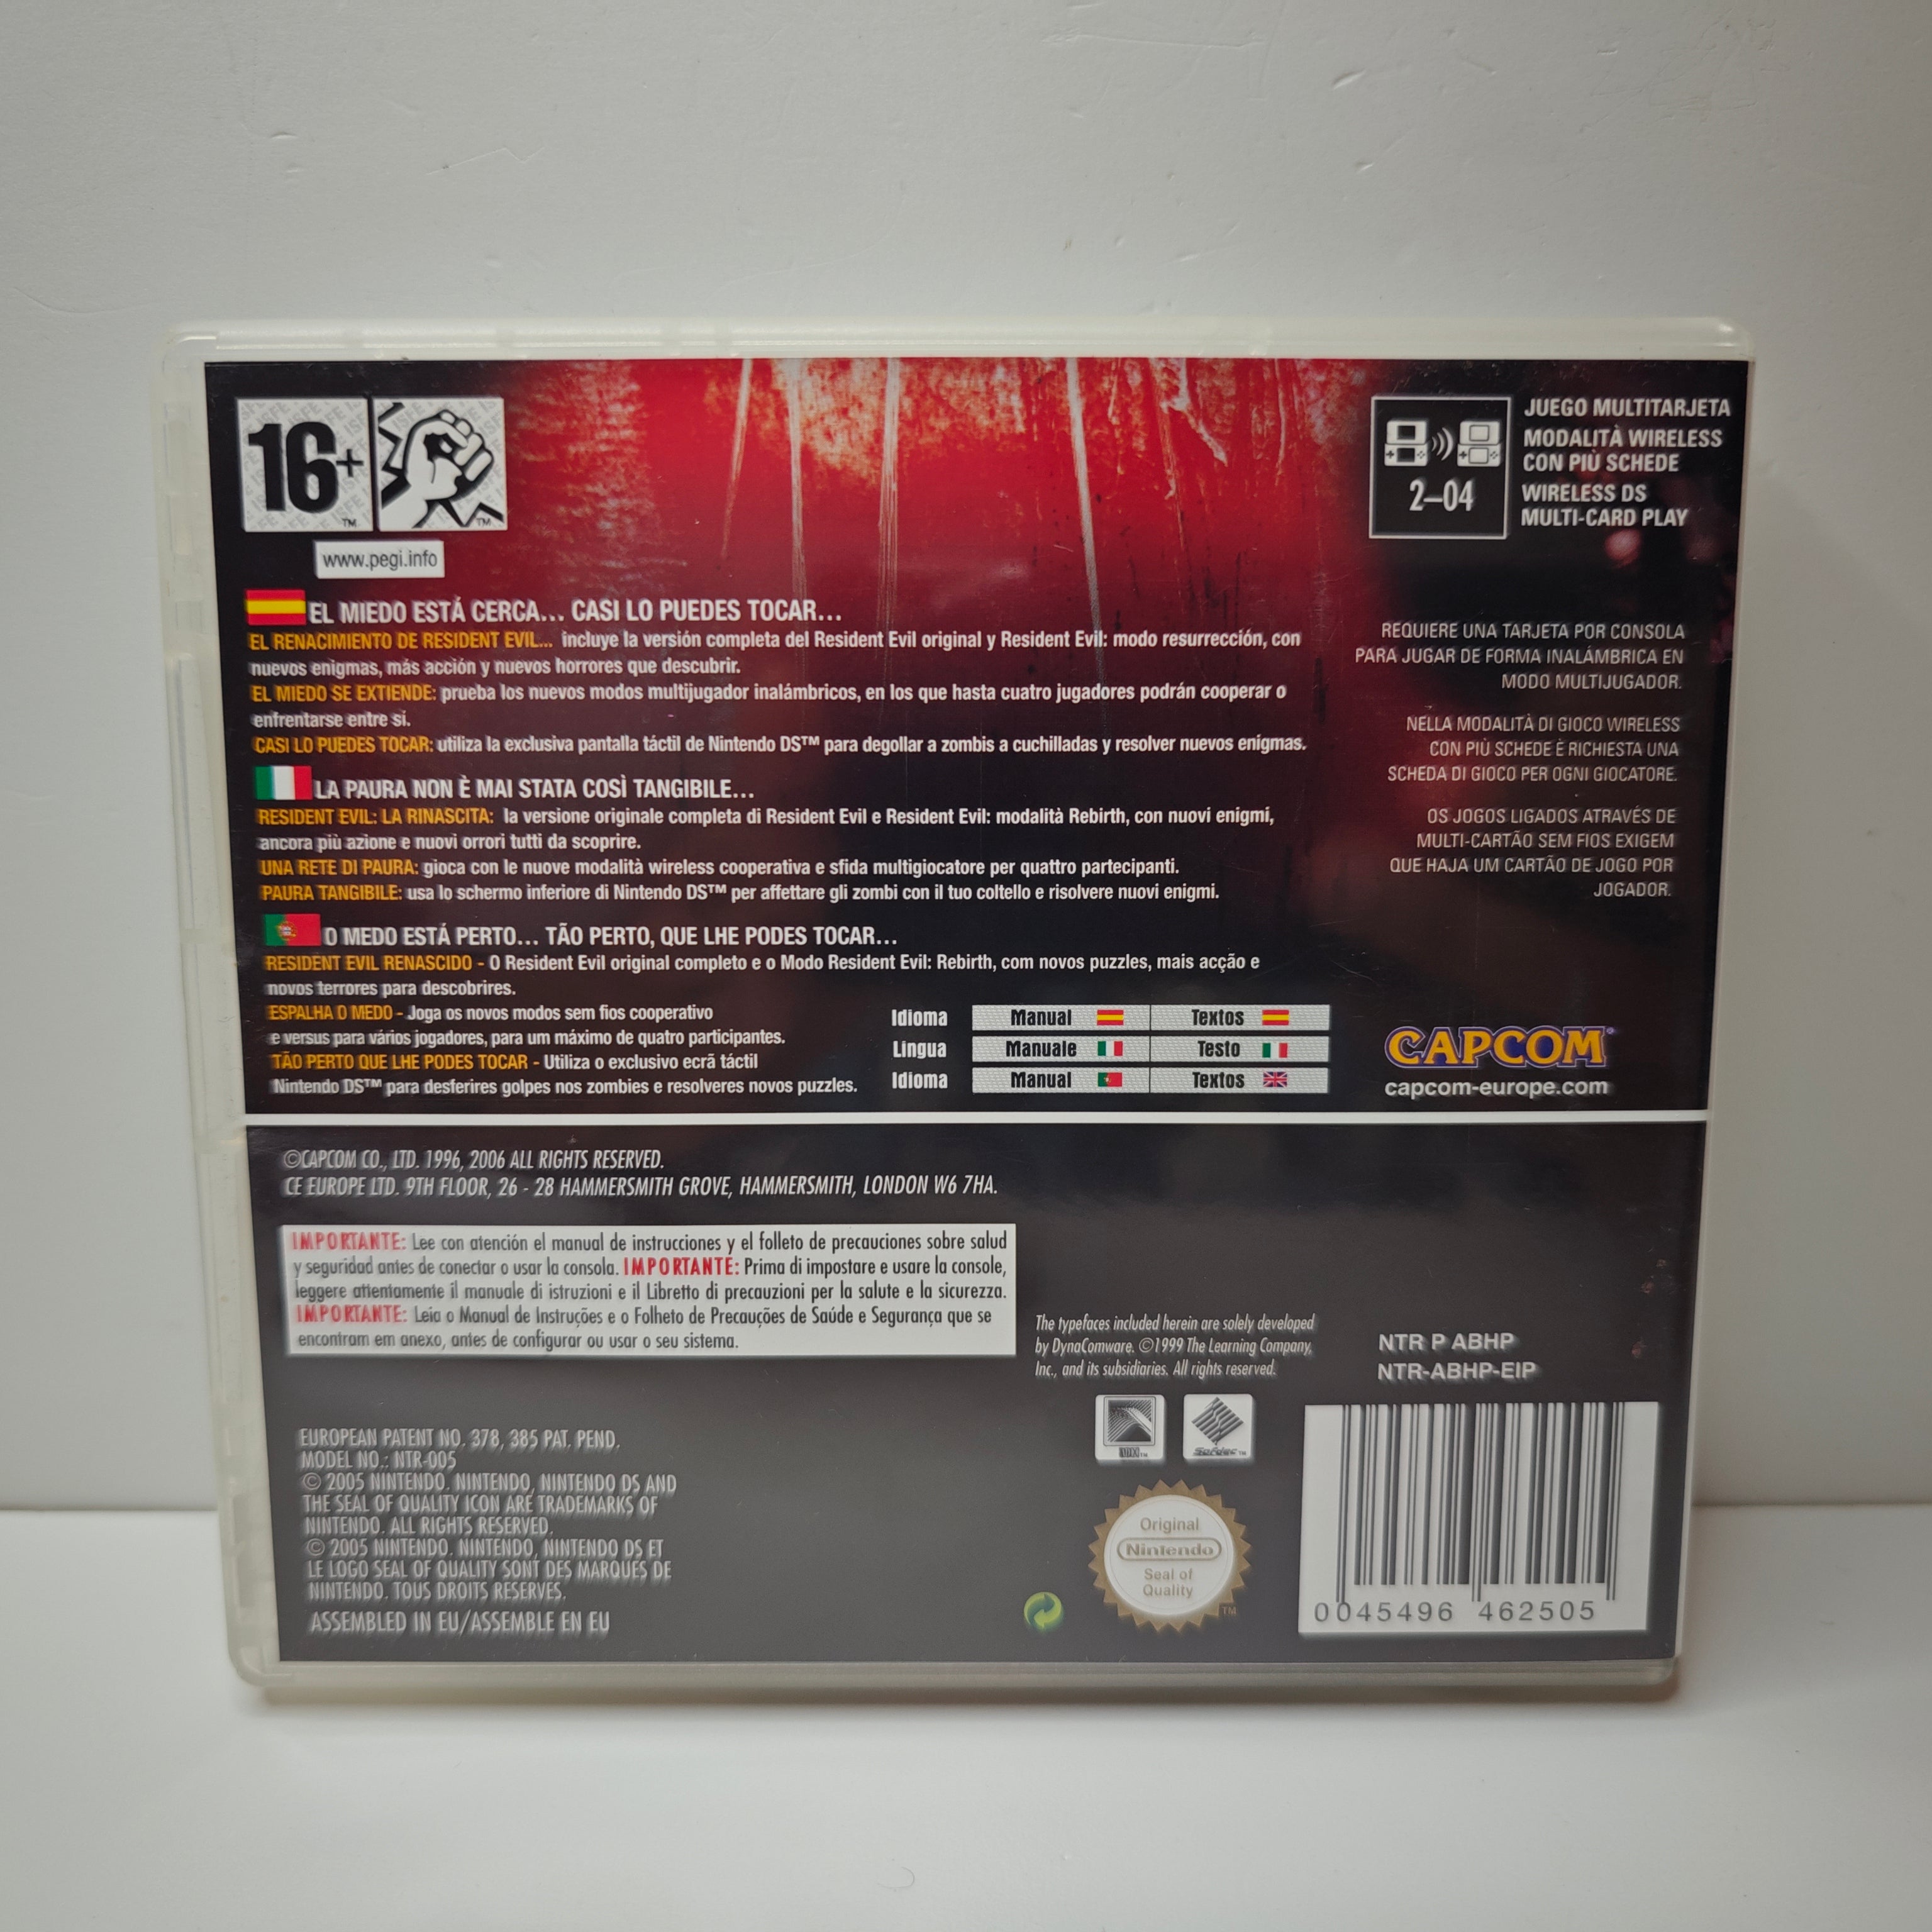 16+
www.pegi.info
2–04
JUEGO MULTITARJETA
MODALITÀ WIRELESS
CON PIÙ SCHEDE
WIRELESS DS
MULTI-CARD PLAY
EL MIEDO ESTÁ CERCA... CASI LO PUEDES TOCAR...
EL RENACIMIENTO DE RESIDENT EVIL... incluye la versión completa del Resident Evil original y Resident Evil: modo resurrección, con
nuevos enigmas, más acción y nuevos horrores que descubrir.
EL MIEDO SE EXTIENDE: prueba los nuevos modos multijugador inalámbricos, en los que hasta cuatro jugadores podrán cooperar o
enfrentarse entre sí.
CASI LO PUEDES TOCAR: utiliza la exclusiva pantalla táctil de Nintendo DS™ para degollar a zombis a cuchilladas y resolver nuevos enigmas.
LA PAURA NON È MAI STATA COSÌ TANGIBILE...
RESIDENT EVIL: LA RINASCITA: la versione originale completa di Resident Evil e Resident Evil: modalità Rebirth, con nuovi enigmi,
ancora più azione e nuovi orrori tutti da scoprire.
UNA RETE DI PAURA: gioca con le nuove modalità wireless cooperativa e sfida multigiocatore per quattro partecipanti.
PAURA TANGIBILE: usa lo schermo inferiore di Nintendo DS™ per affettare gli zombi con il tuo coltello e risolvere nuovi enigmi.
O MEDO ESTÁ PERTO... TÃO PERTO, QUE LHE PODES TOCAR...
RESIDENT EVIL RENASCIDO - O Resident Evil original completo e o Modo Resident Evil: Rebirth, com novos puzzles, mais acção e
novos terrores para descobrires.
ESPALHA O MEDO - Joga os novos modos sem fios cooperativo
e versus para vários jogadores, para um máximo de quatro participantes.
TÃO PERTO QUE LHE PODES TOCAR - Utiliza o exclusivo ecrã táctil
Nintendo DS™ para desferires golpes nos zombies e resolveres novos puzzles.
REQUIERE UNA TARJETA POR CONSOLA
PARA JUGAR DE FORMA INALÁMBRICA EN
MODO MULTIJUGADOR.
NELLA MODALITÀ DI GIOCO WIRELESS
CON PIÙ SCHEDE È RICHIESTA UNA
SCHEDA DI GIOCO PER OGNI GIOCATORE.
OS JOGOS LIGADOS ATRAVÉS DE
MULTI-CARTÃO SEM FIOS EXIGEM
QUE HAJA UM CARTÃO DE JOGO POR
JOGADOR.
Idioma Manual Textos
Lingua Manuale Testo
Idioma Manual Textos
CAPCOM®
capcom-europe.com
©CAPCOM CO., LTD. 1996, 2006 ALL RIGHTS RESERVED.
CE EUROPE LTD. 9TH FLOOR, 26 - 28 HAMMERSMITH GROVE, HAMMERSMITH, LONDON W6 7HA.
IMPORTANTE: Lee con atención el manual de instrucciones y el folleto de precauciones sobre salud
y seguridad antes de conectar o usar la consola. IMPORTANTE: Prima di impostare e usare la console,
leggere attentamente il manuale di istruzioni e il Libretto di precauzioni per la salute e la sicurezza.
IMPORTANTE: Leia o Manual de Instruções e o Folheto de Precauções de Saúde e Segurança que se
encontram em anexo, antes de configurar ou usar o seu sistema.
The typefaces included herein are solely developed
by DynaComware. ©1999 The Learning Company,
Inc., and its subsidiaries. All rights reserved.
NTR P ABHP
NTR-ABHP-EIP
EUROPEAN PATENT NO. 378, 385 PAT. PEND.
MODEL NO.: NTR-005
© 2005 NINTENDO. NINTENDO, NINTENDO DS AND
THE SEAL OF QUALITY ICON ARE TRADEMARKS OF
NINTENDO. ALL RIGHTS RESERVED.
© 2005 NINTENDO. NINTENDO, NINTENDO DS ET
LE LOGO SEAL OF QUALITY SONT DES MARQUES DE
NINTENDO. TOUS DROITS RÉSERVÉS.
ASSEMBLED IN EU/ASSEMBLE EN EU
Original
Nintendo
Seal of
Quality
TM
0045496 462505